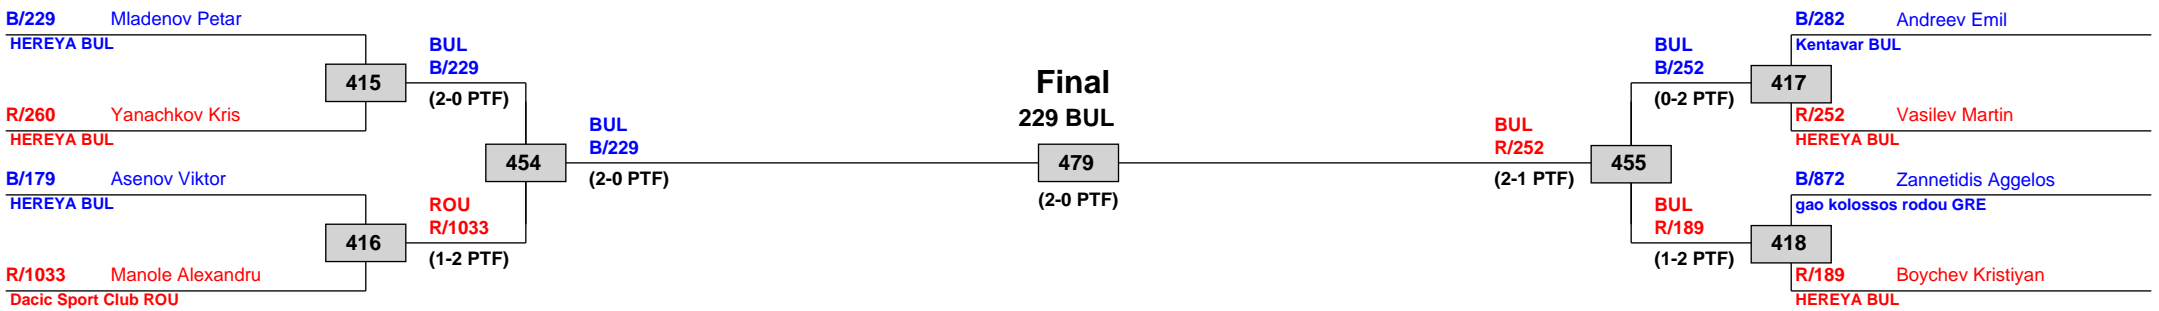 B/229 Mladenov Petar
HEREYA BUL
415
R/260 Yanachkov Kris
HEREYA BUL
B/179 Asenov Viktor
HEREYA BUL
416
R/1033 Manole Alexandru
Dacic Sport Club ROU
BUL
B/229
(2-0 PTF)
454
ROU
R/1033
(1-2 PTF)
BUL
B/229
(2-0 PTF)
Final
229 BUL
479
(2-0 PTF)
BUL
R/252
(2-1 PTF)
455
BUL
B/252
(0-2 PTF)
BUL
R/189
(1-2 PTF)
B/282 Andreev Emil
Kentavar BUL
417
R/252 Vasilev Martin
HEREYA BUL
B/872 Zannetidis Aggelos
gao kolossos rodou GRE
418
R/189 Boychev Kristiyan
HEREYA BUL